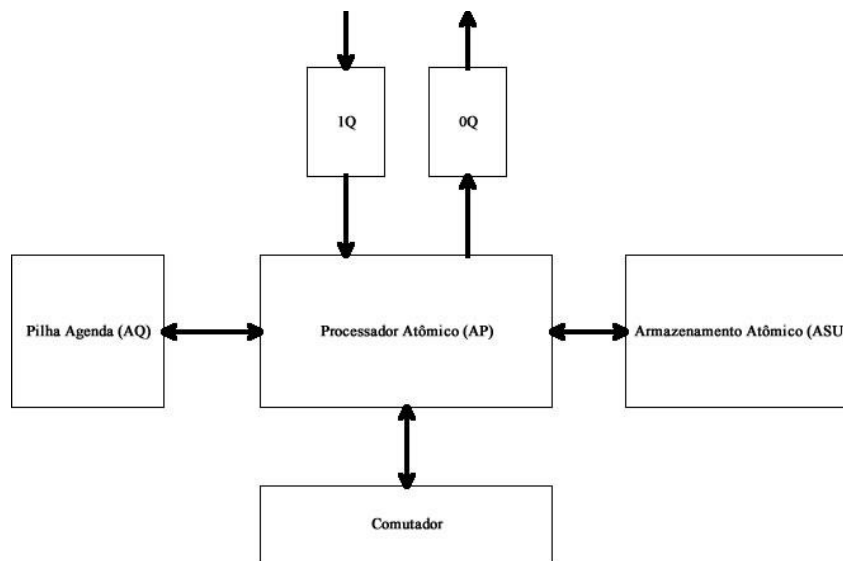 1Q
0Q
Pilha Agenda (AQ)
Processador Atômico (AP)
Armazenamento Atômico (ASU
Comutador